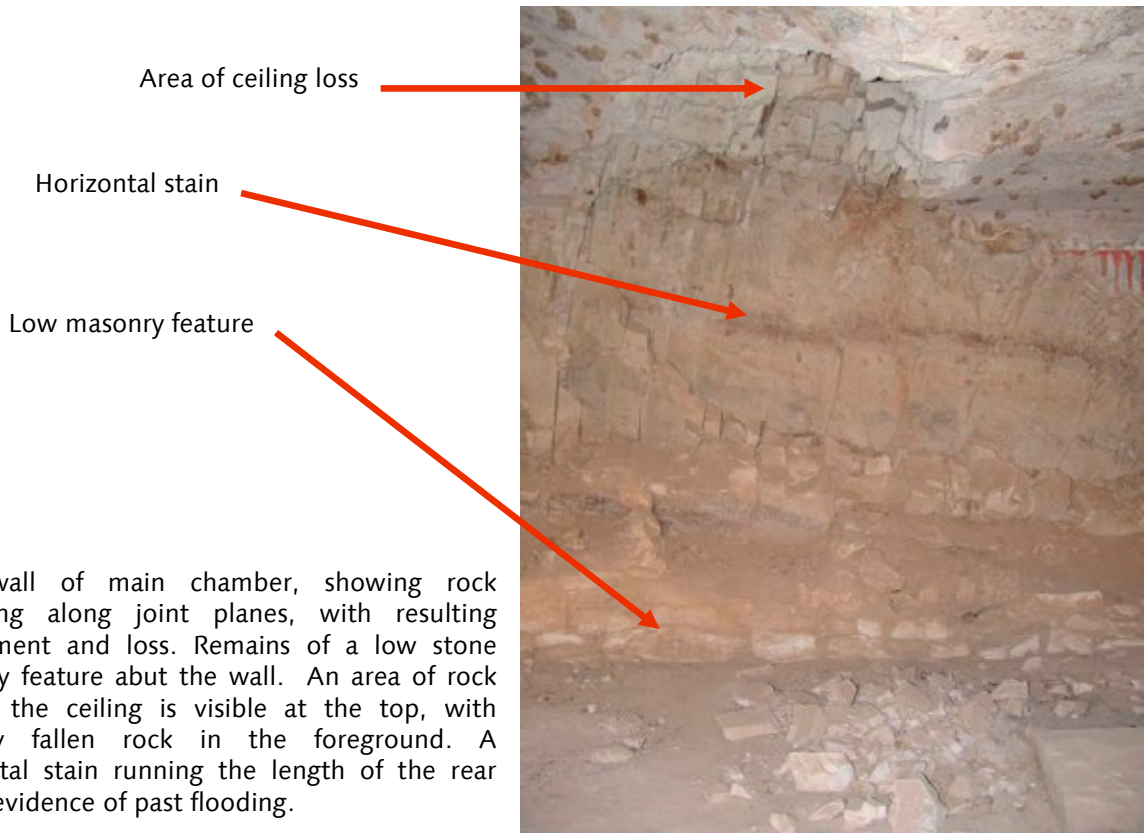 Area of ceiling loss
Horizontal stain
Low masonry feature
wall of main chamber, showing rock
ng along joint planes, with resulting
ment and loss. Remains of a low stone
y feature abut the wall. An area of rock
the ceiling is visible at the top, with
y fallen rock in the foreground. A
tal stain running the length of the rear
evidence of past flooding.